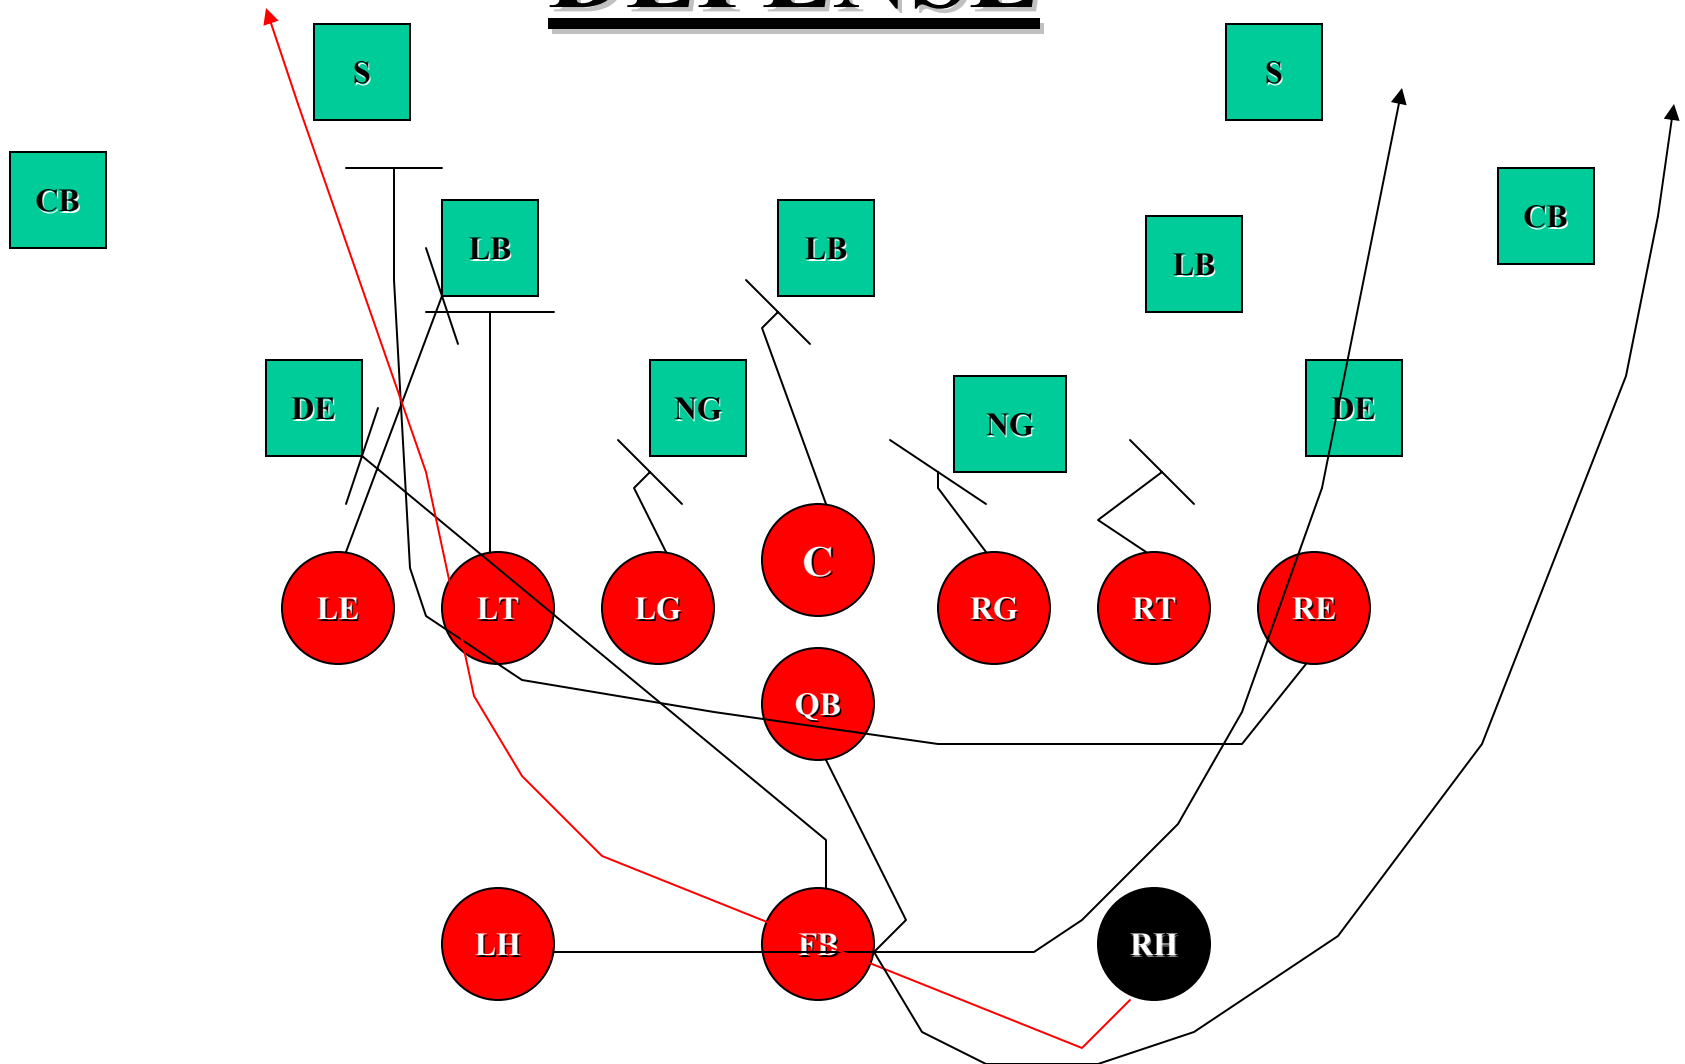 DEFENSE
S S
CB LB LB LB CB
DE NG NG DE
C
LE LT LG RG RT RE
QB
LH FB RH